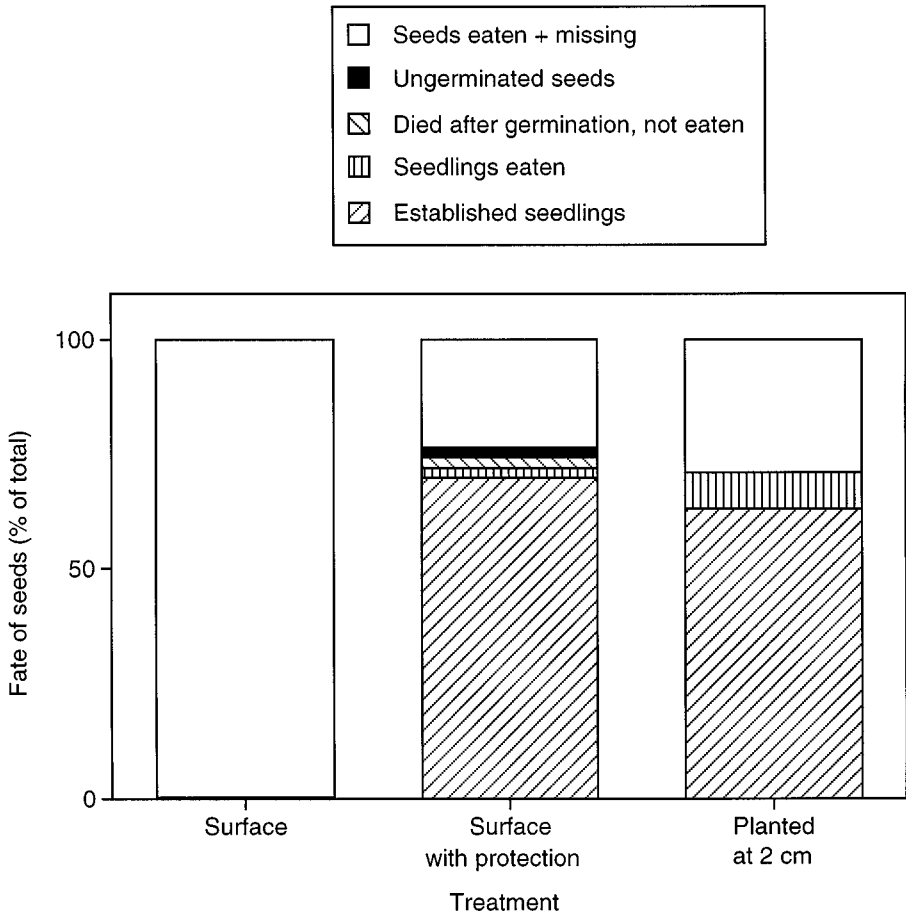 Seeds eaten + missing
Ungerminated seeds
Died after germination, not eaten
Seedlings eaten
Established seedlings
100
50
0
Fate of seeds (% of total)
Surface
Surface
with protection
Planted
at 2 cm
Treatment